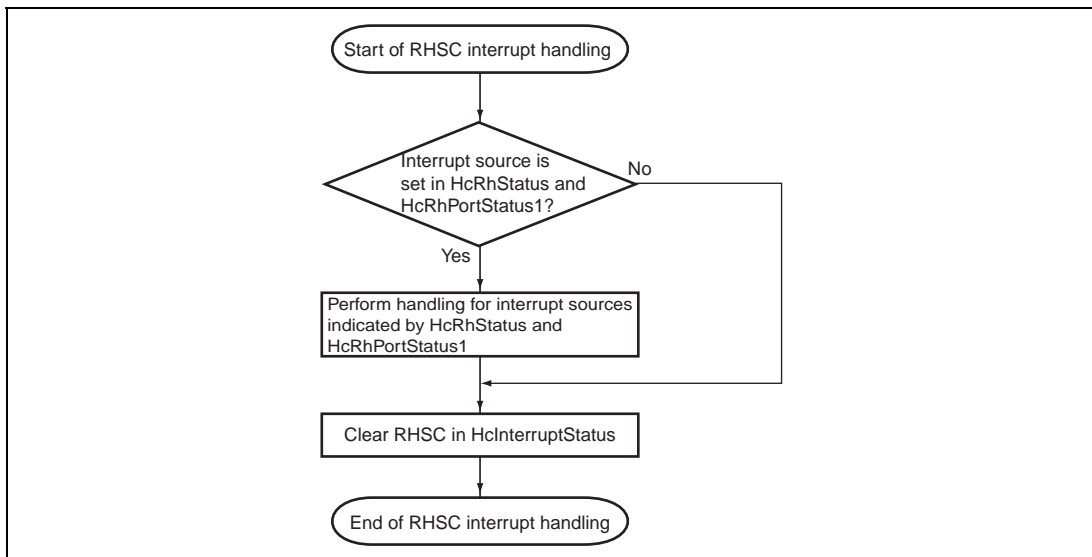 Start of RHSC interrupt handling
Interrupt source is
set in HcRhStatus and
HcRhPortStatus1?
No
Yes
Perform handling for interrupt sources
indicated by HcRhStatus and
HcRhPortStatus1
Clear RHSC in HcInterruptStatus
End of RHSC interrupt handling